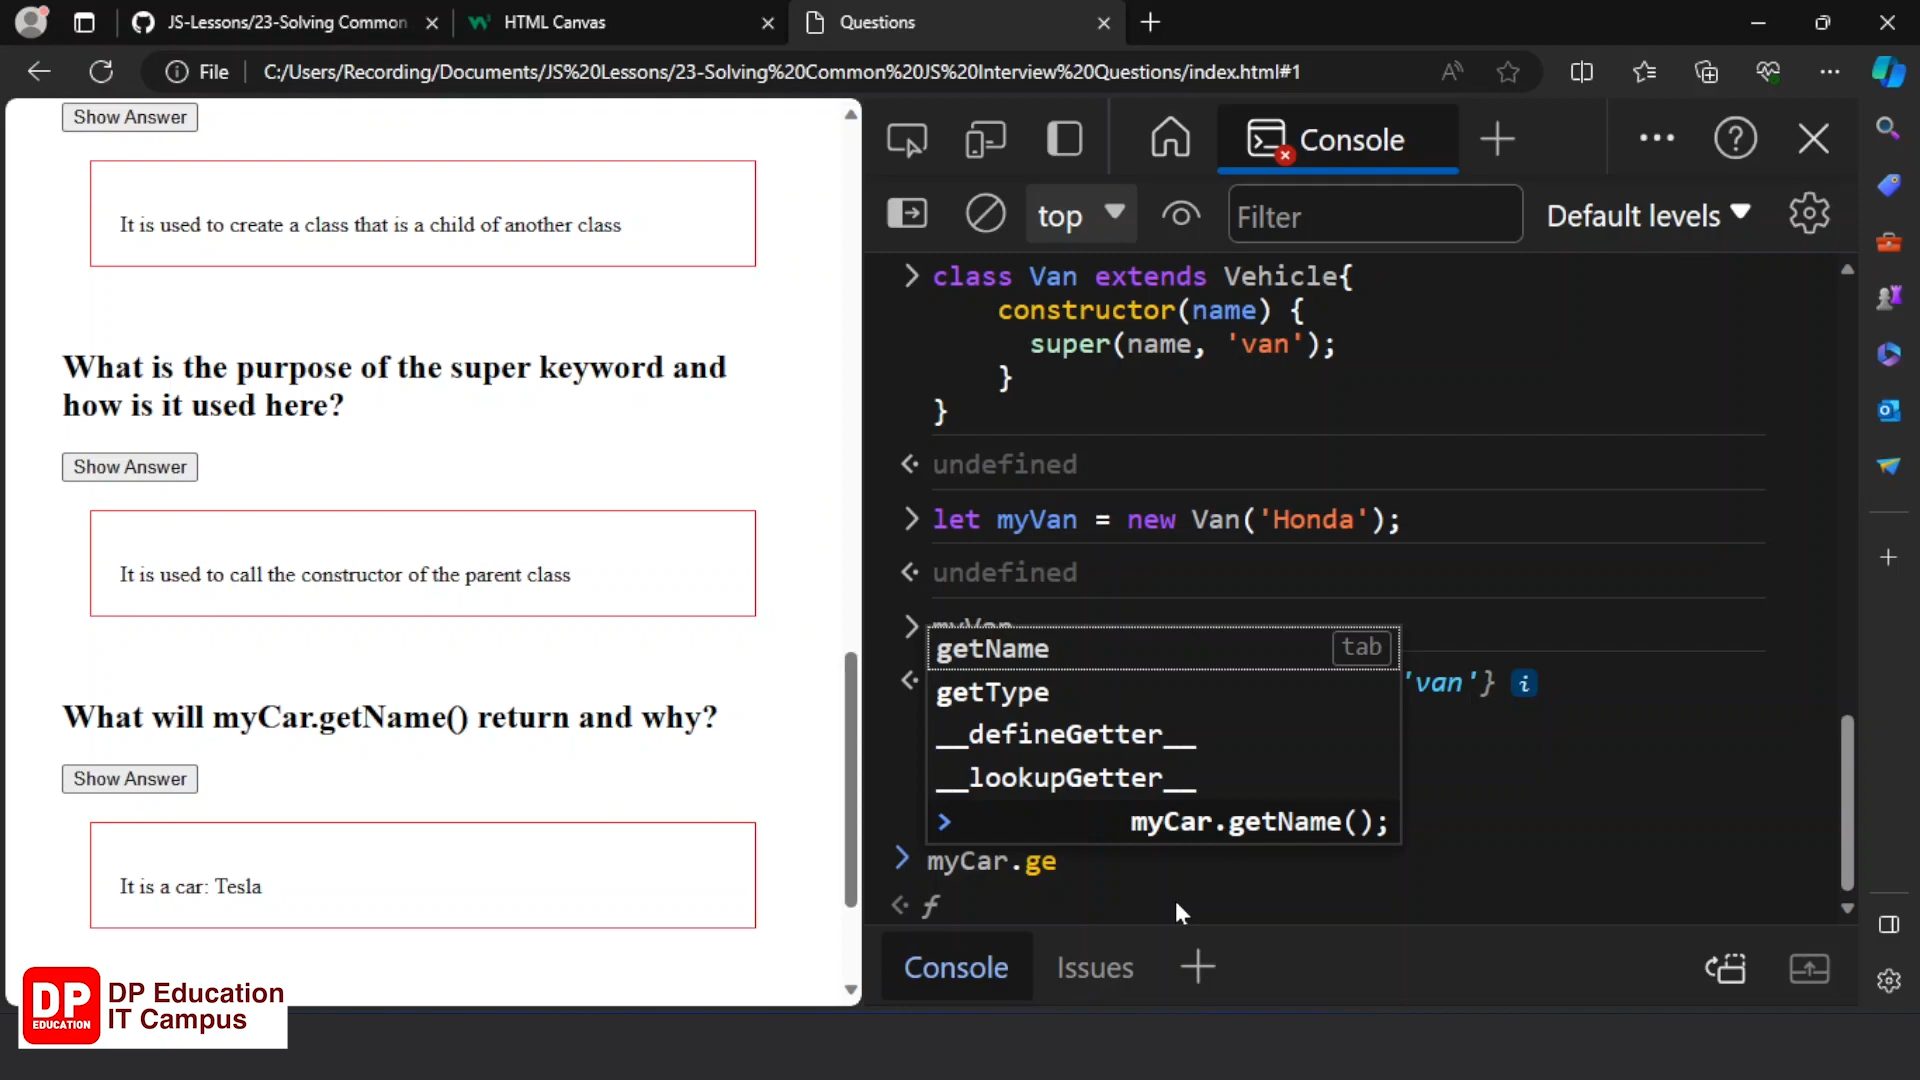 JS-Lessons/23-Solving Common
HTML Canvas
Questions
File
C:/Users/Recording/Documents/JS%20Lessons/23-Solving%20Common%20JS%20Interview%20Questions/index.html#1
Show Answer
It is used to create a class that is a child of another class
What is the purpose of the super keyword and
how is it used here?
Show Answer
It is used to call the constructor of the parent class
What will myCar.getName() return and why?
Show Answer
It is a car: Tesla
DP
EDUCATION
DP Education
IT Campus
Console
top
Filter
Default levels
class Van extends Vehicle{
constructor(name) {
super(name, 'van');
}
}
undefined
let myVan = new Van('Honda');
undefined
myVan
'van'}
getName
tab
getType
__defineGetter__
__lookupGetter__
> myCar.getName();
myCar.ge
f
Console
Issues